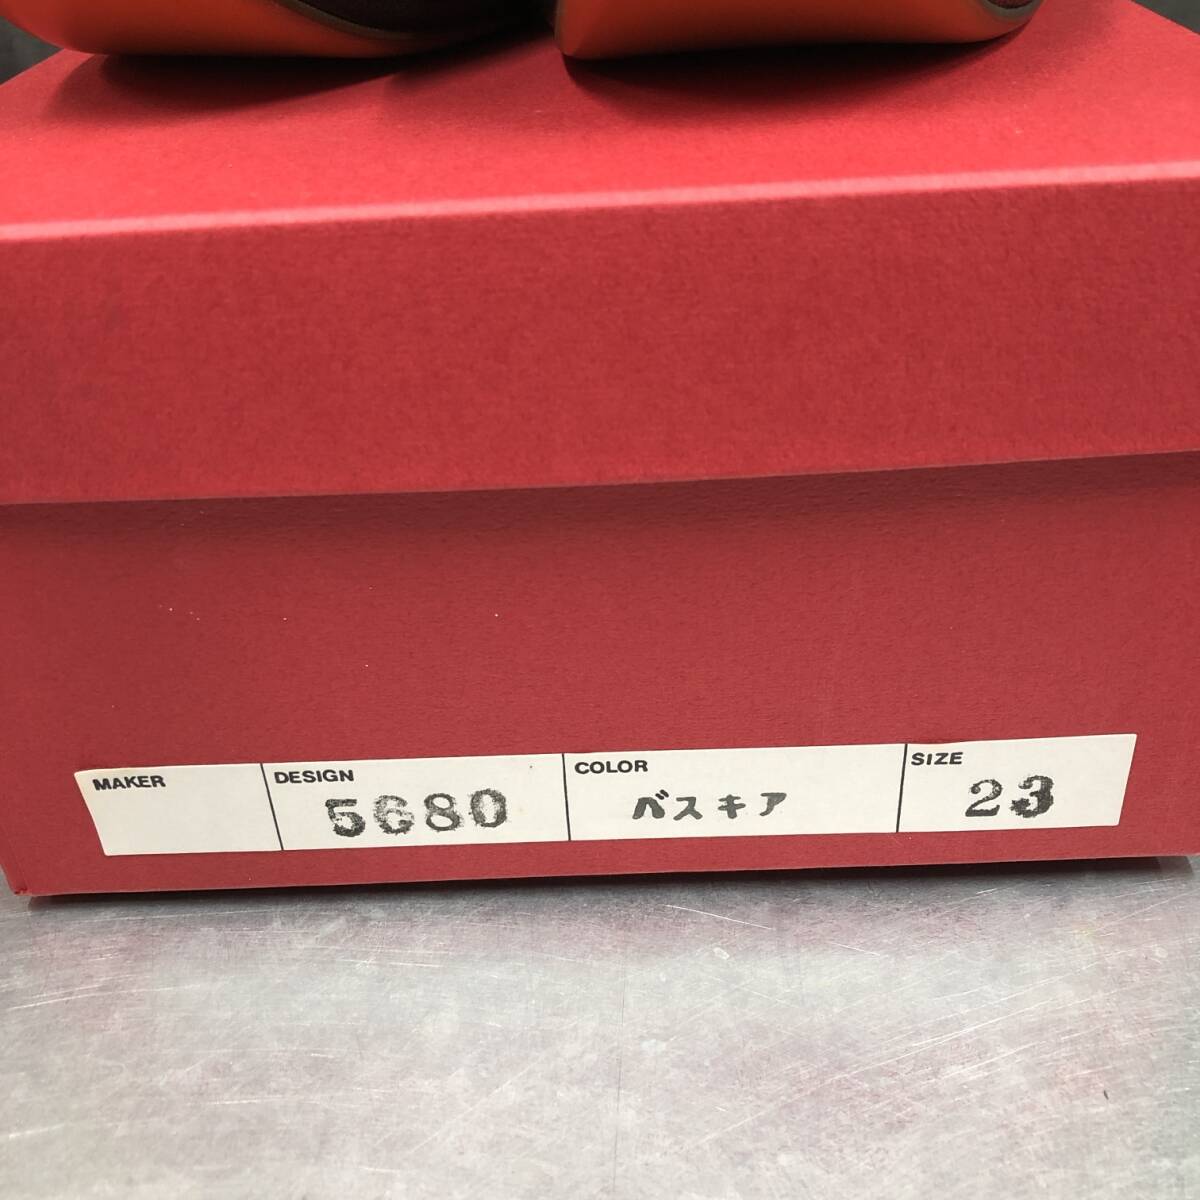 MAKER DESIGN COLOR SIZE
5680 バスキア 23